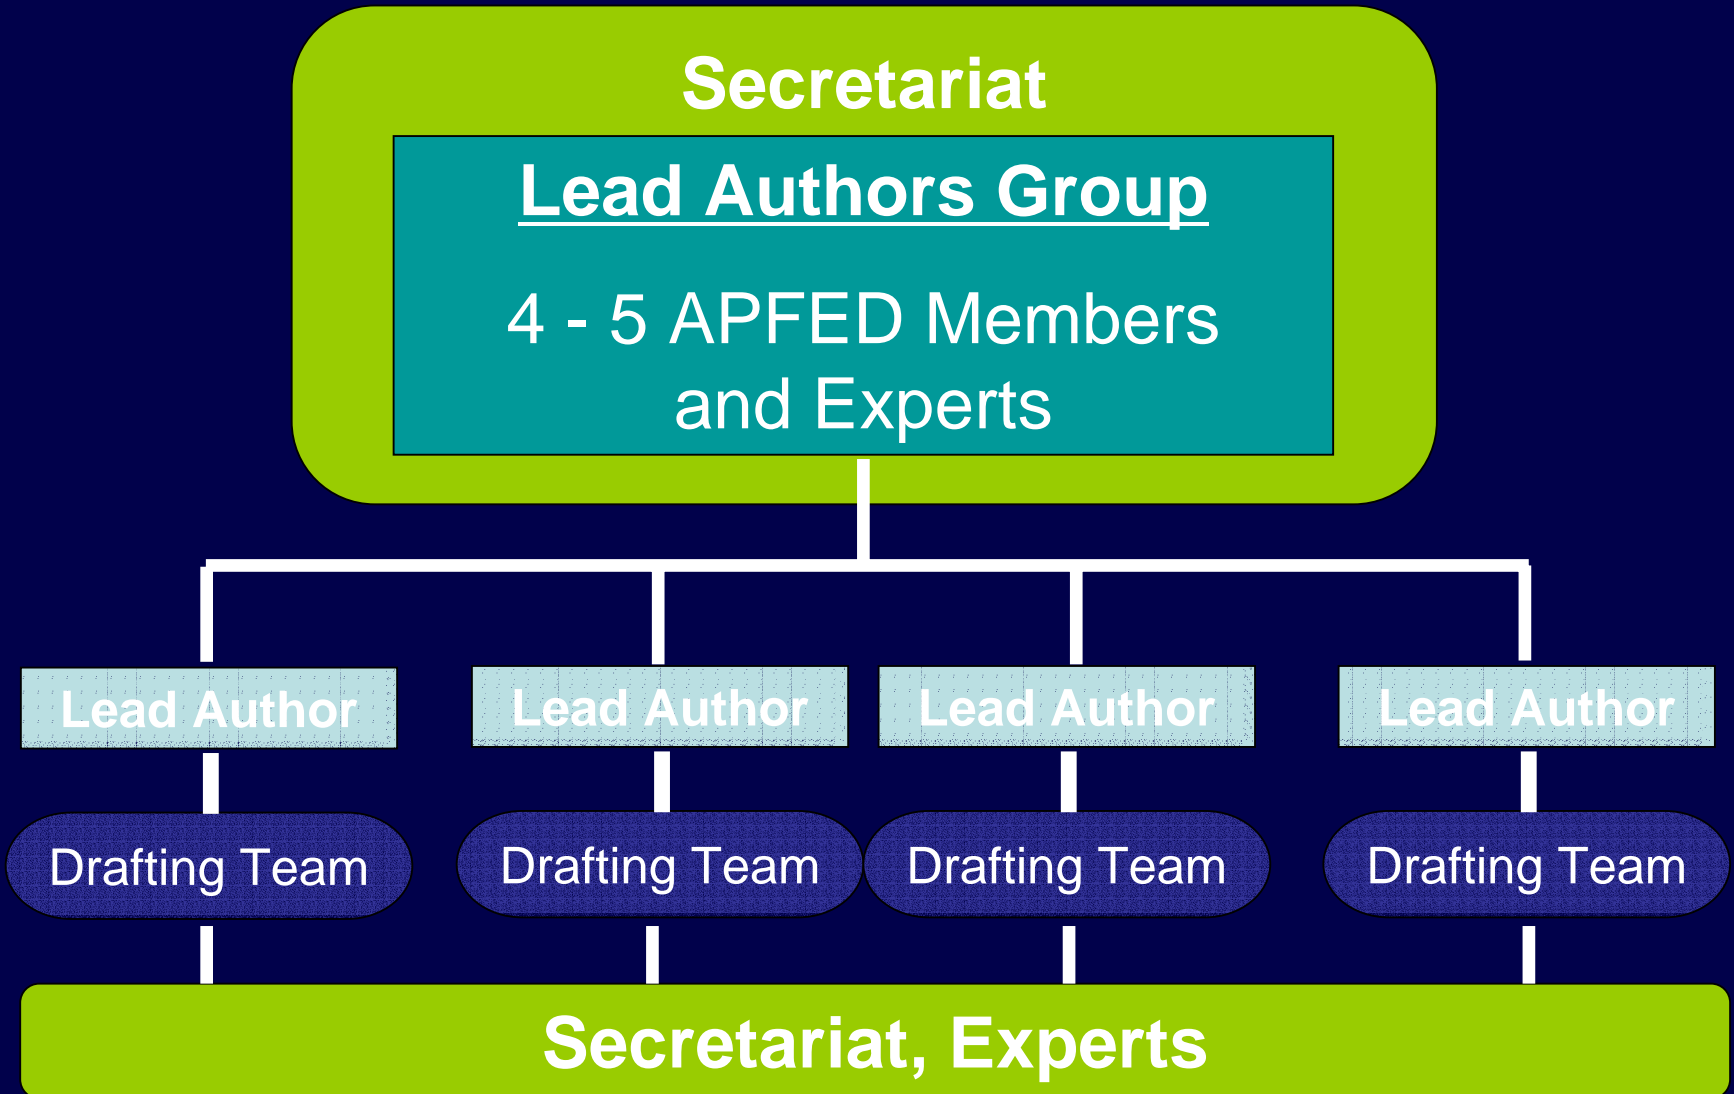 Secretariat
Lead Authors Group
4 - 5 APFED Members
and Experts
Lead Author
Lead Author
Lead Author
Lead Author
Drafting Team
Drafting Team
Drafting Team
Drafting Team
Secretariat, Experts